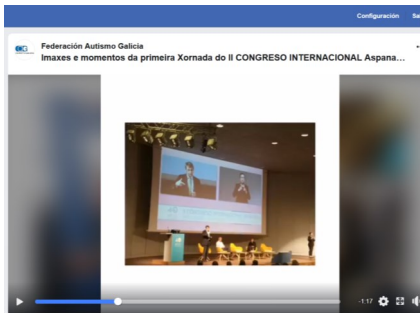 Configuración
Federación Autismo Galicia
Imaxes e momentos da primeira Xornada do II CONGRESO INTERNACIONAL Aspana...
-1:17